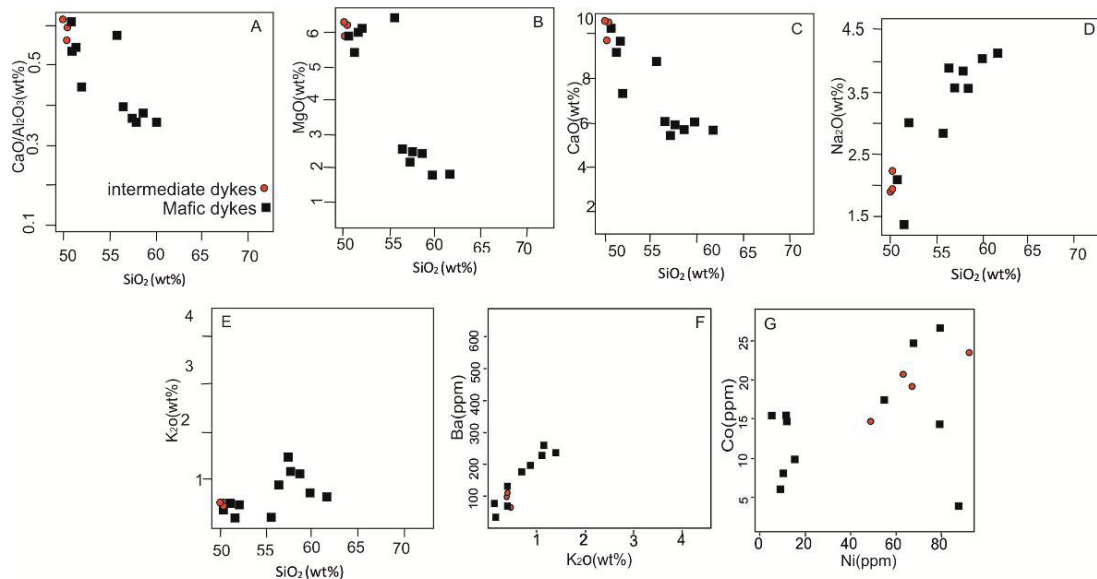 A
CaO/Al₂O₃(wt%)
0.5
0.3
0.1
intermediate dykes
Mafic dykes
50 55 60 65 70
SiO₂(wt%)
B
MgO(wt%)
6
5
4
3
2
1
50 55 60 65 70
SiO₂(wt%)
C
CaO(wt%)
10
8
6
4
2
50 55 60 65 70
SiO₂(wt%)
D
Na₂O(wt%)
4.5
3.5
2.5
1.5
50 55 60 65 70
SiO₂(wt%)
E
K₂o(wt%)
4
3
2
1
50 55 60 65 70
SiO₂(wt%)
F
Ba(ppm)
600
500
400
300
200
100
1 2 3 4
K₂o(wt%)
G
Co(ppm)
25
20
15
10
5
0 20 40 60 80
Ni(ppm)